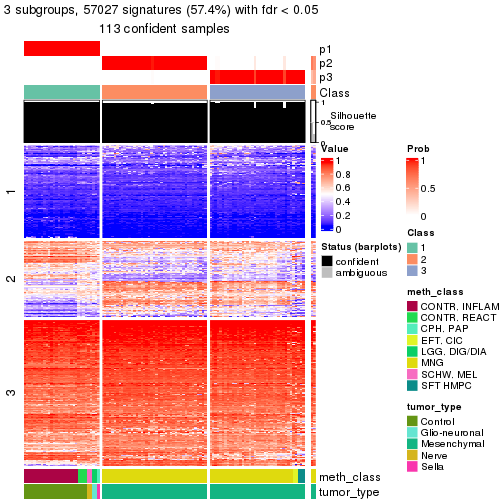 3 subgroups, 57027 signatures (57.4%) with fdr < 0.05
113 confident samples
p1
p2
p3
Class
1
0.5
0
Silhouette
score
1
2
3
meth_class
tumor_type
Value
1
0.8
0.6
0.4
0.2
0
Prob
1
0.5
0
Status (barplots)
confident
ambiguous
Class
1
2
3
meth_class
CONTR. INFLAM
CONTR. REACT
CPH. PAP
EFT. CIC
LGG. DIG/DIA
MNG
SCHW. MEL
SFT HMPC
tumor_type
Control
Glio-neuronal
Mesenchymal
Nerve
Sella